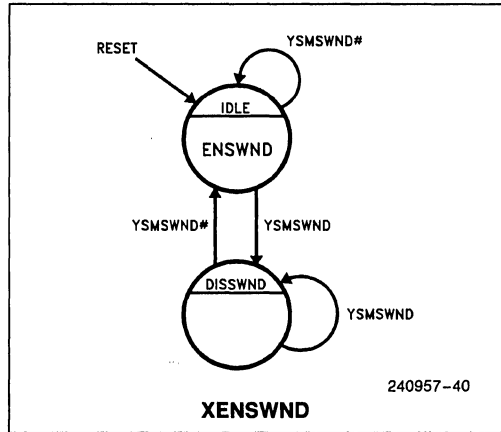 RESET
YSMSWND#
IDLE
ENSWND
YSMSWND#
YSMSWND
DISSWND
YSMSWND
240957-40
XENSWND